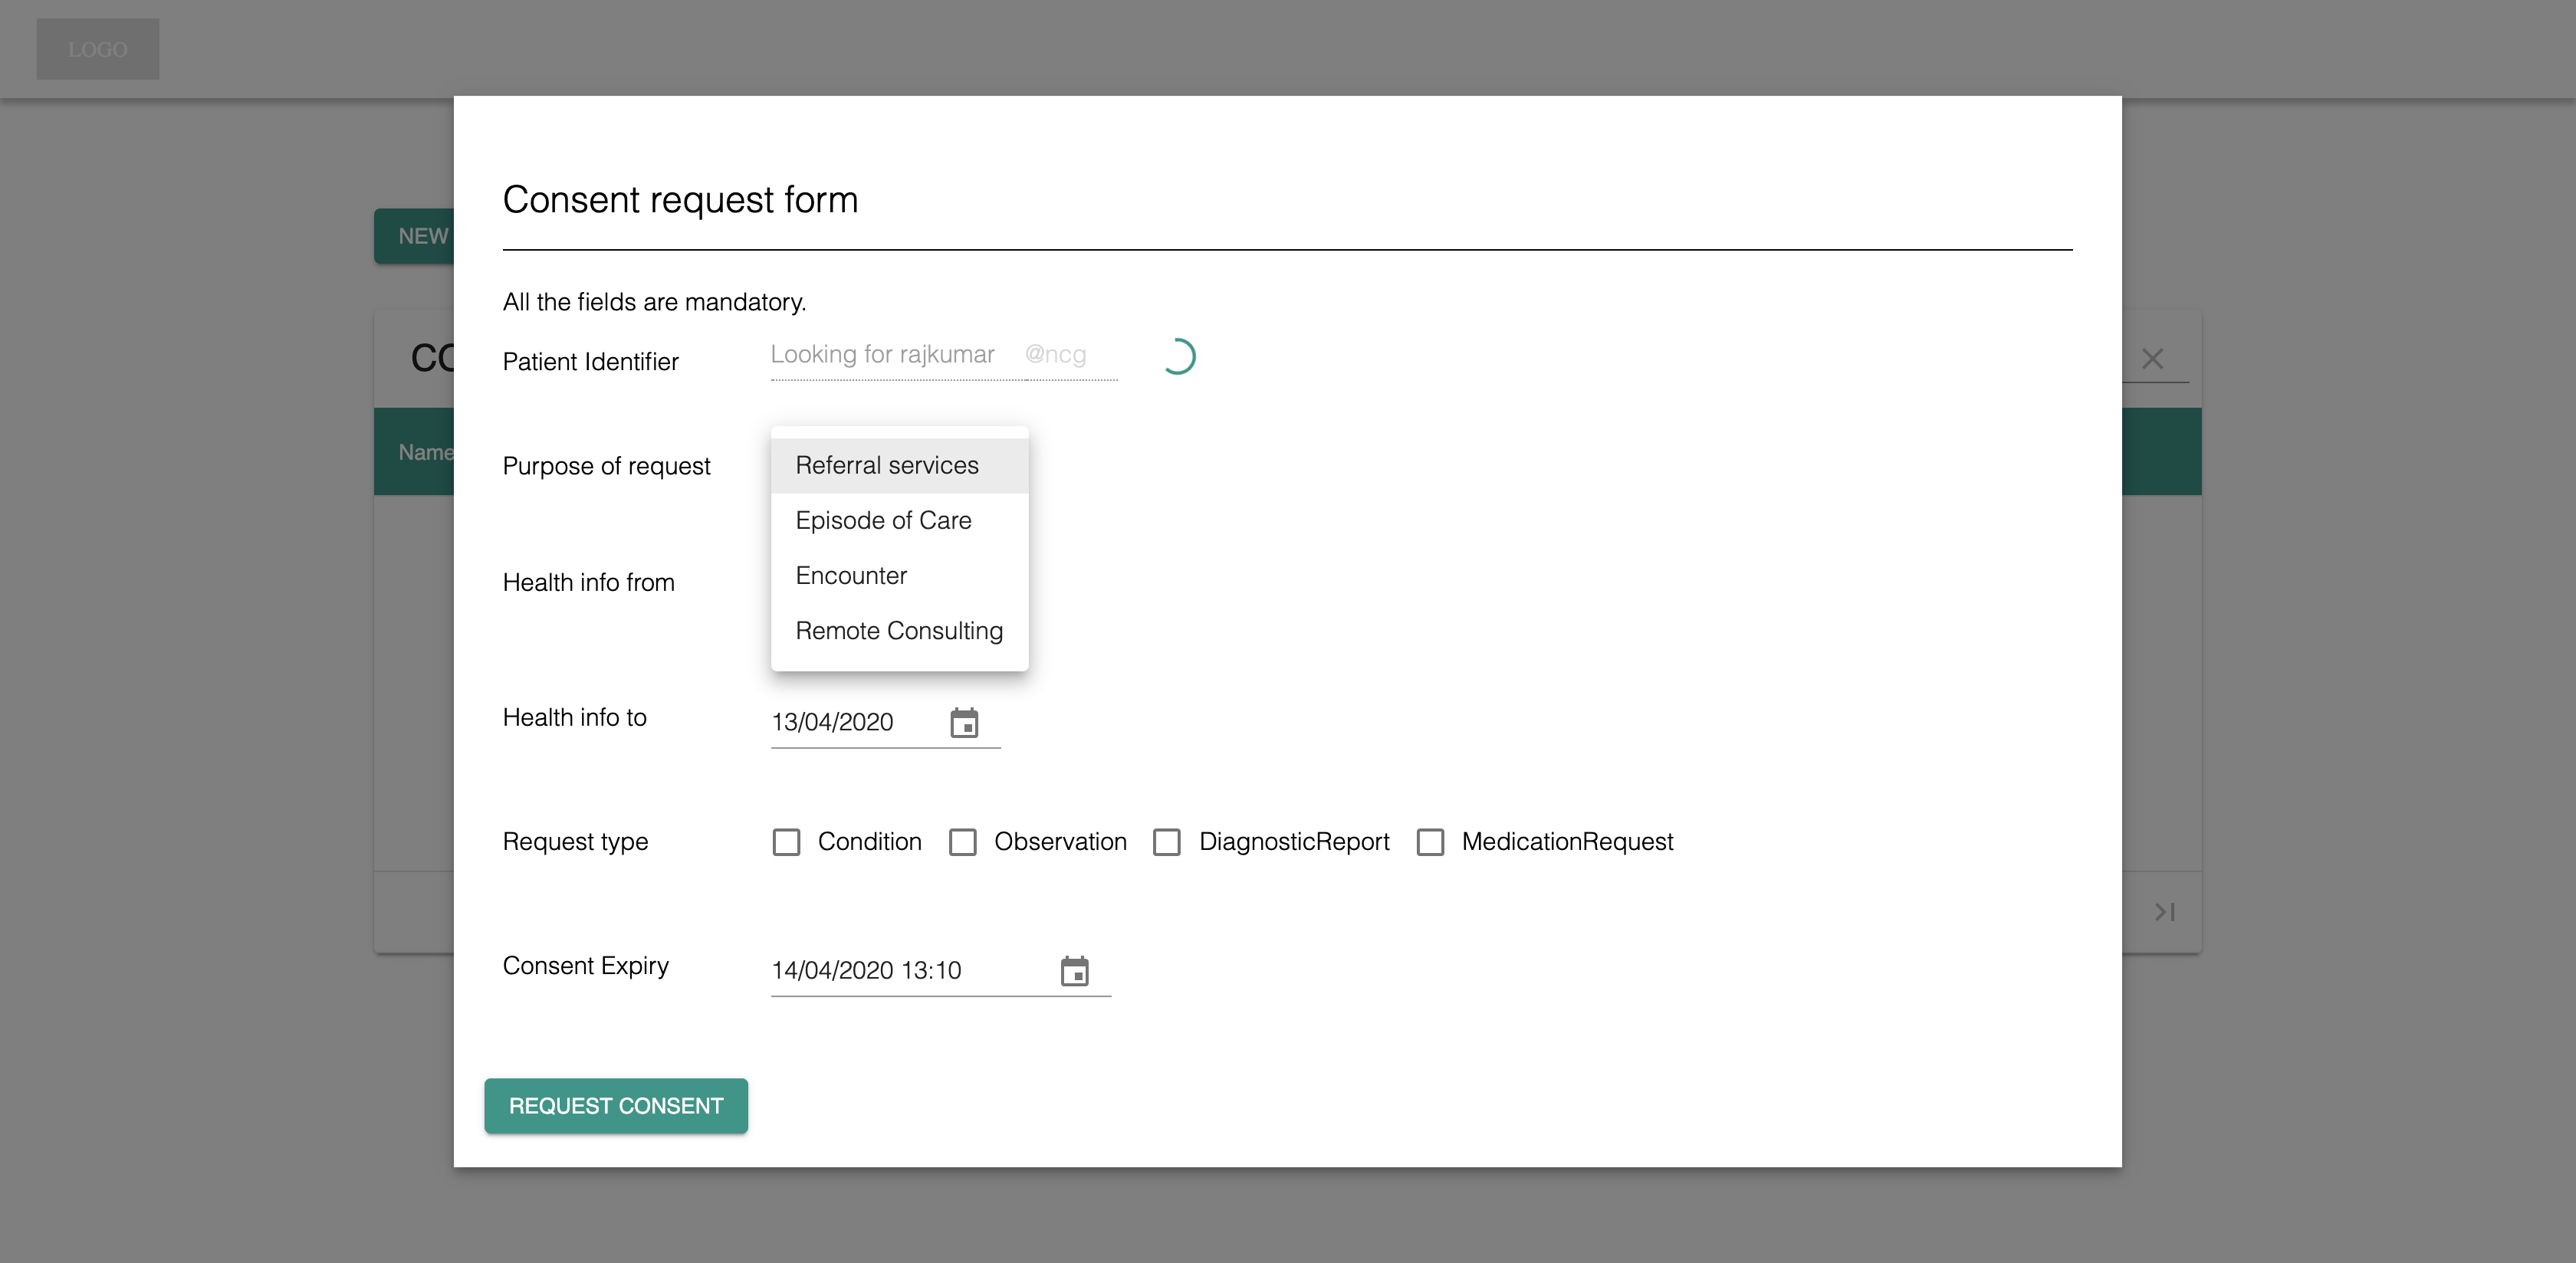 LOGO
NEW
CO
Name
Consent request form
All the fields are mandatory.
Patient Identifier Looking for rajkumar @ncg
Purpose of request Referral services
Episode of Care
Encounter
Health info from
Remote Consulting
Health info to 13/04/2020
Request type Condition Observation DiagnosticReport MedicationRequest
Consent Expiry 14/04/2020 13:10
REQUEST CONSENT